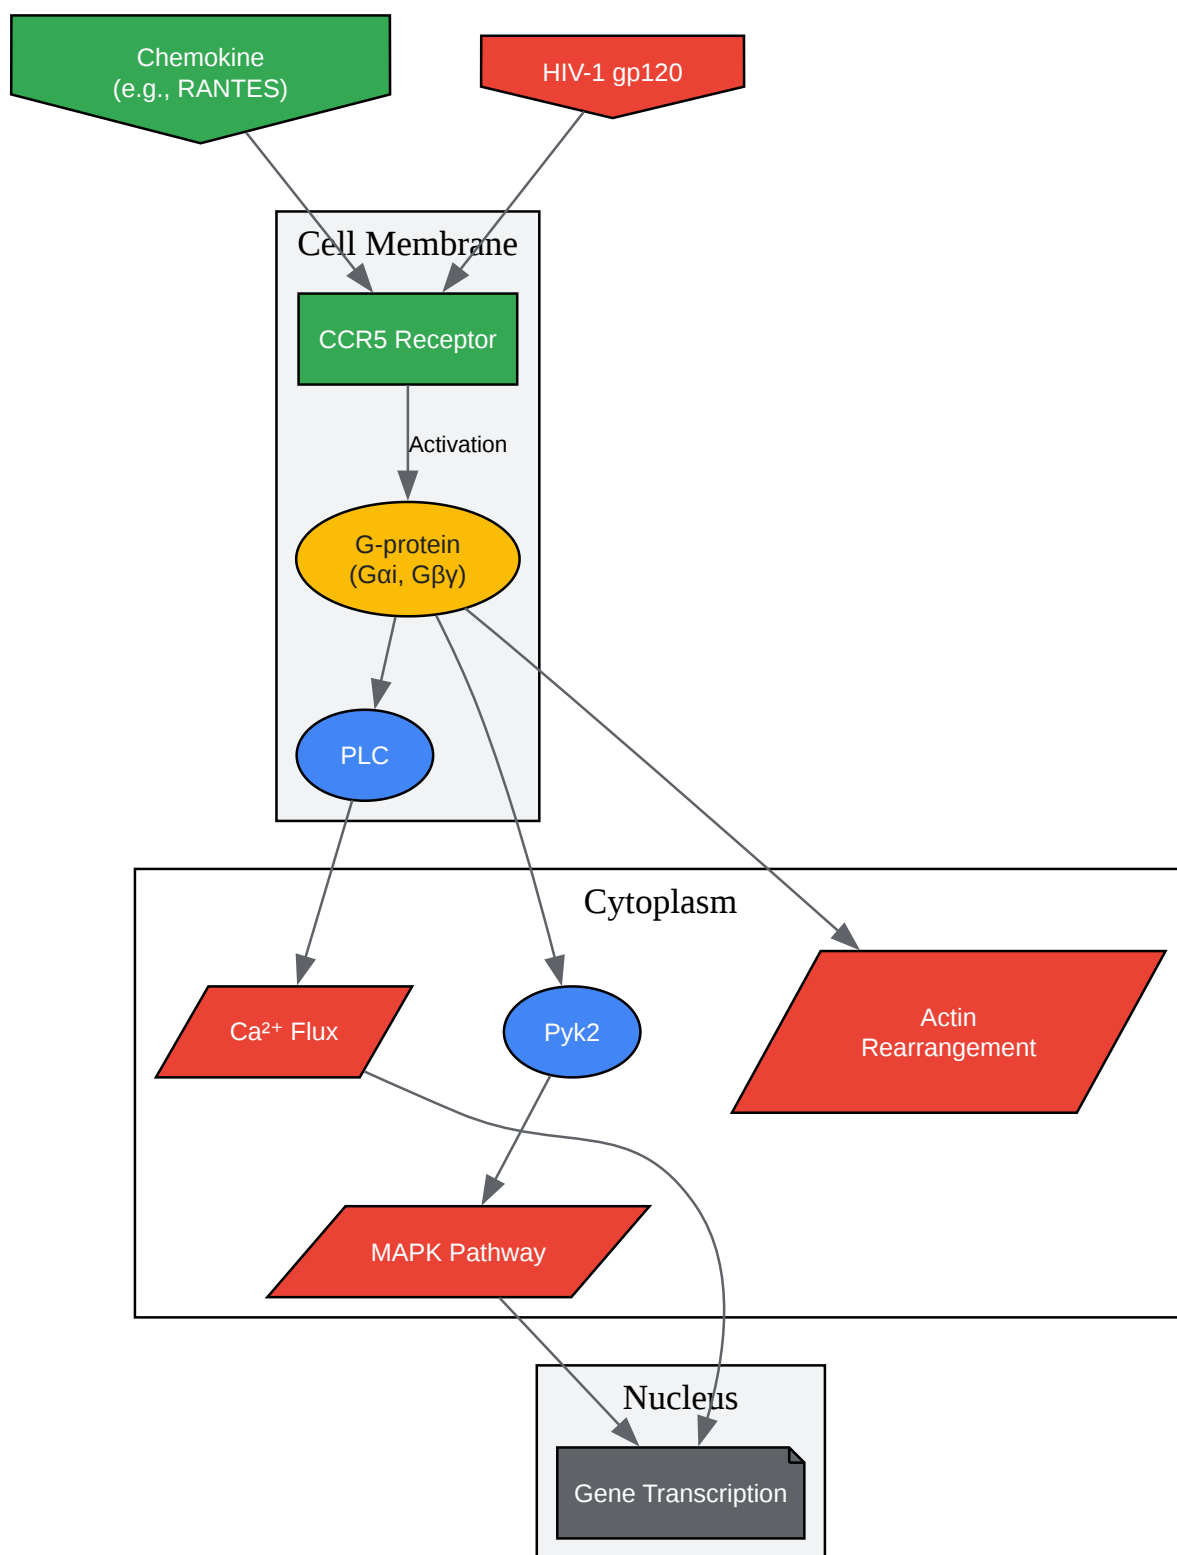 Chemokine
(e.g., RANTES)
HIV-1 gp120
Cell Membrane
CCR5 Receptor
Activation
G-protein
(Gαi, Gβγ)
PLC
Cytoplasm
Ca²⁺ Flux
Pyk2
Actin
Rearrangement
MAPK Pathway
Nucleus
Gene Transcription